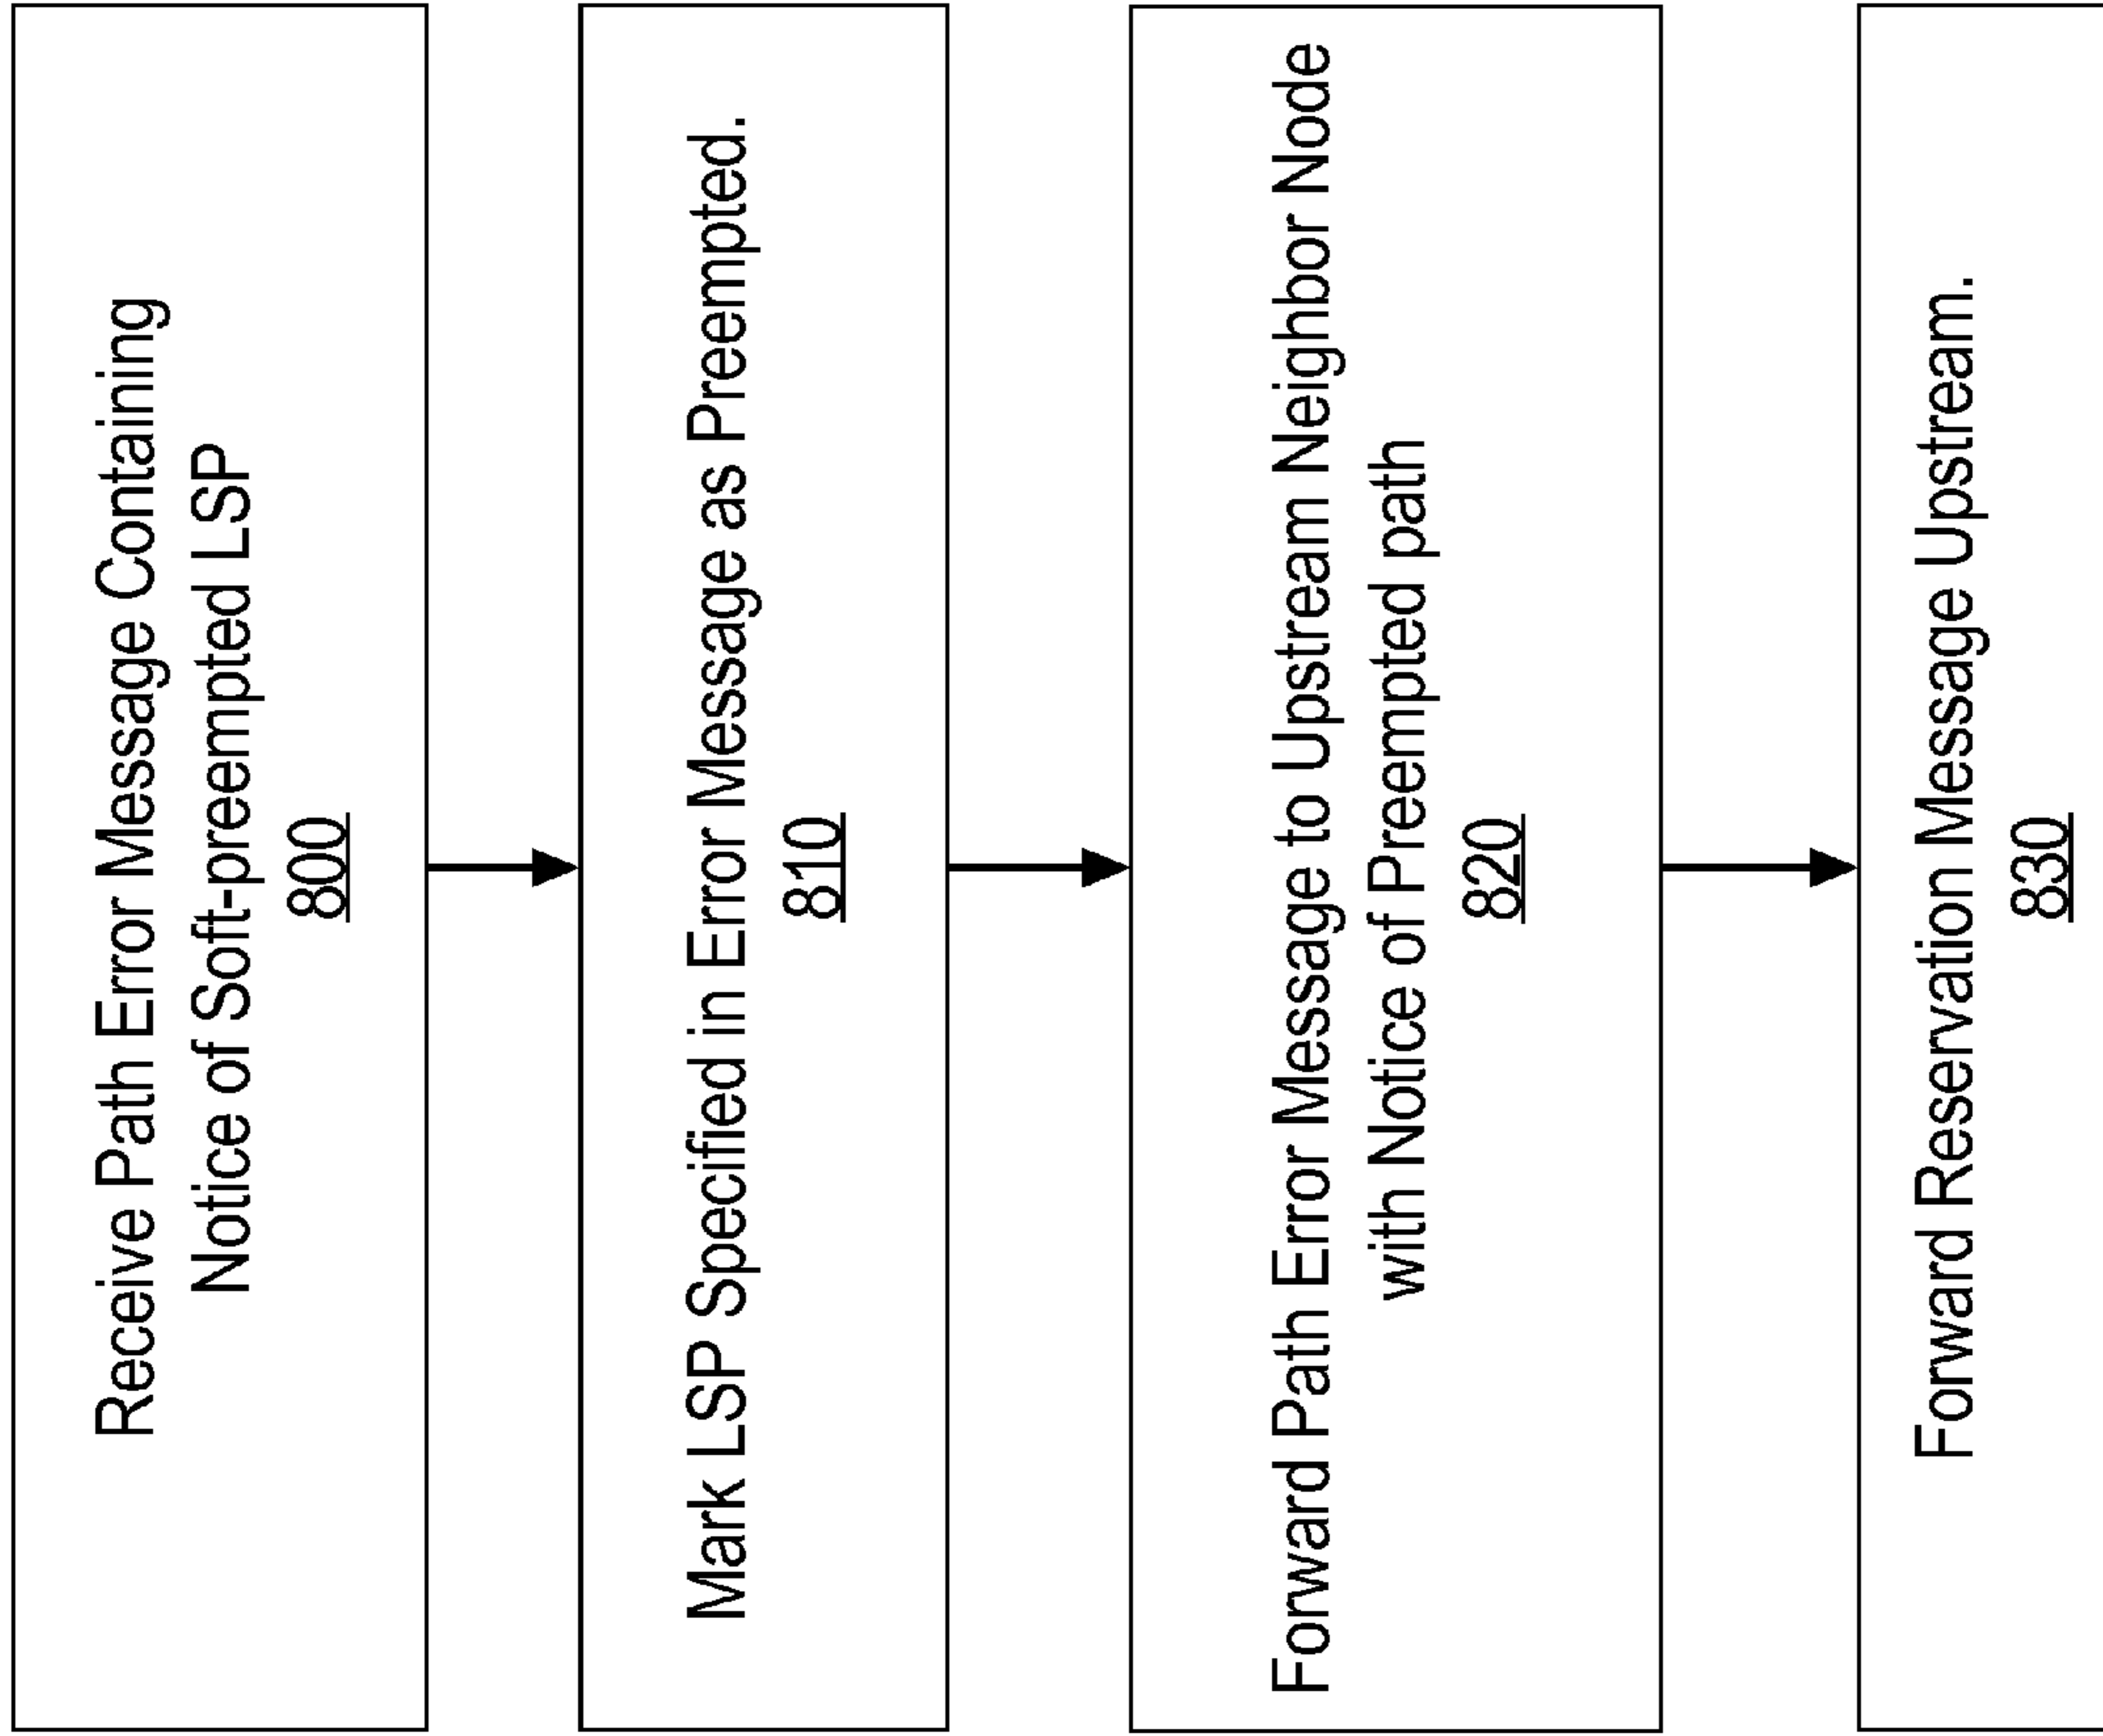 Receive Path Error Message Containing
Notice of Soft-preempted LSP
800
Mark LSP Specified in Error Message as Preempted.
810
Forward Path Error Message to Upstream Neighbor Node
with Notice of Preempted path
820
Forward Reservation Message Upstream.
830